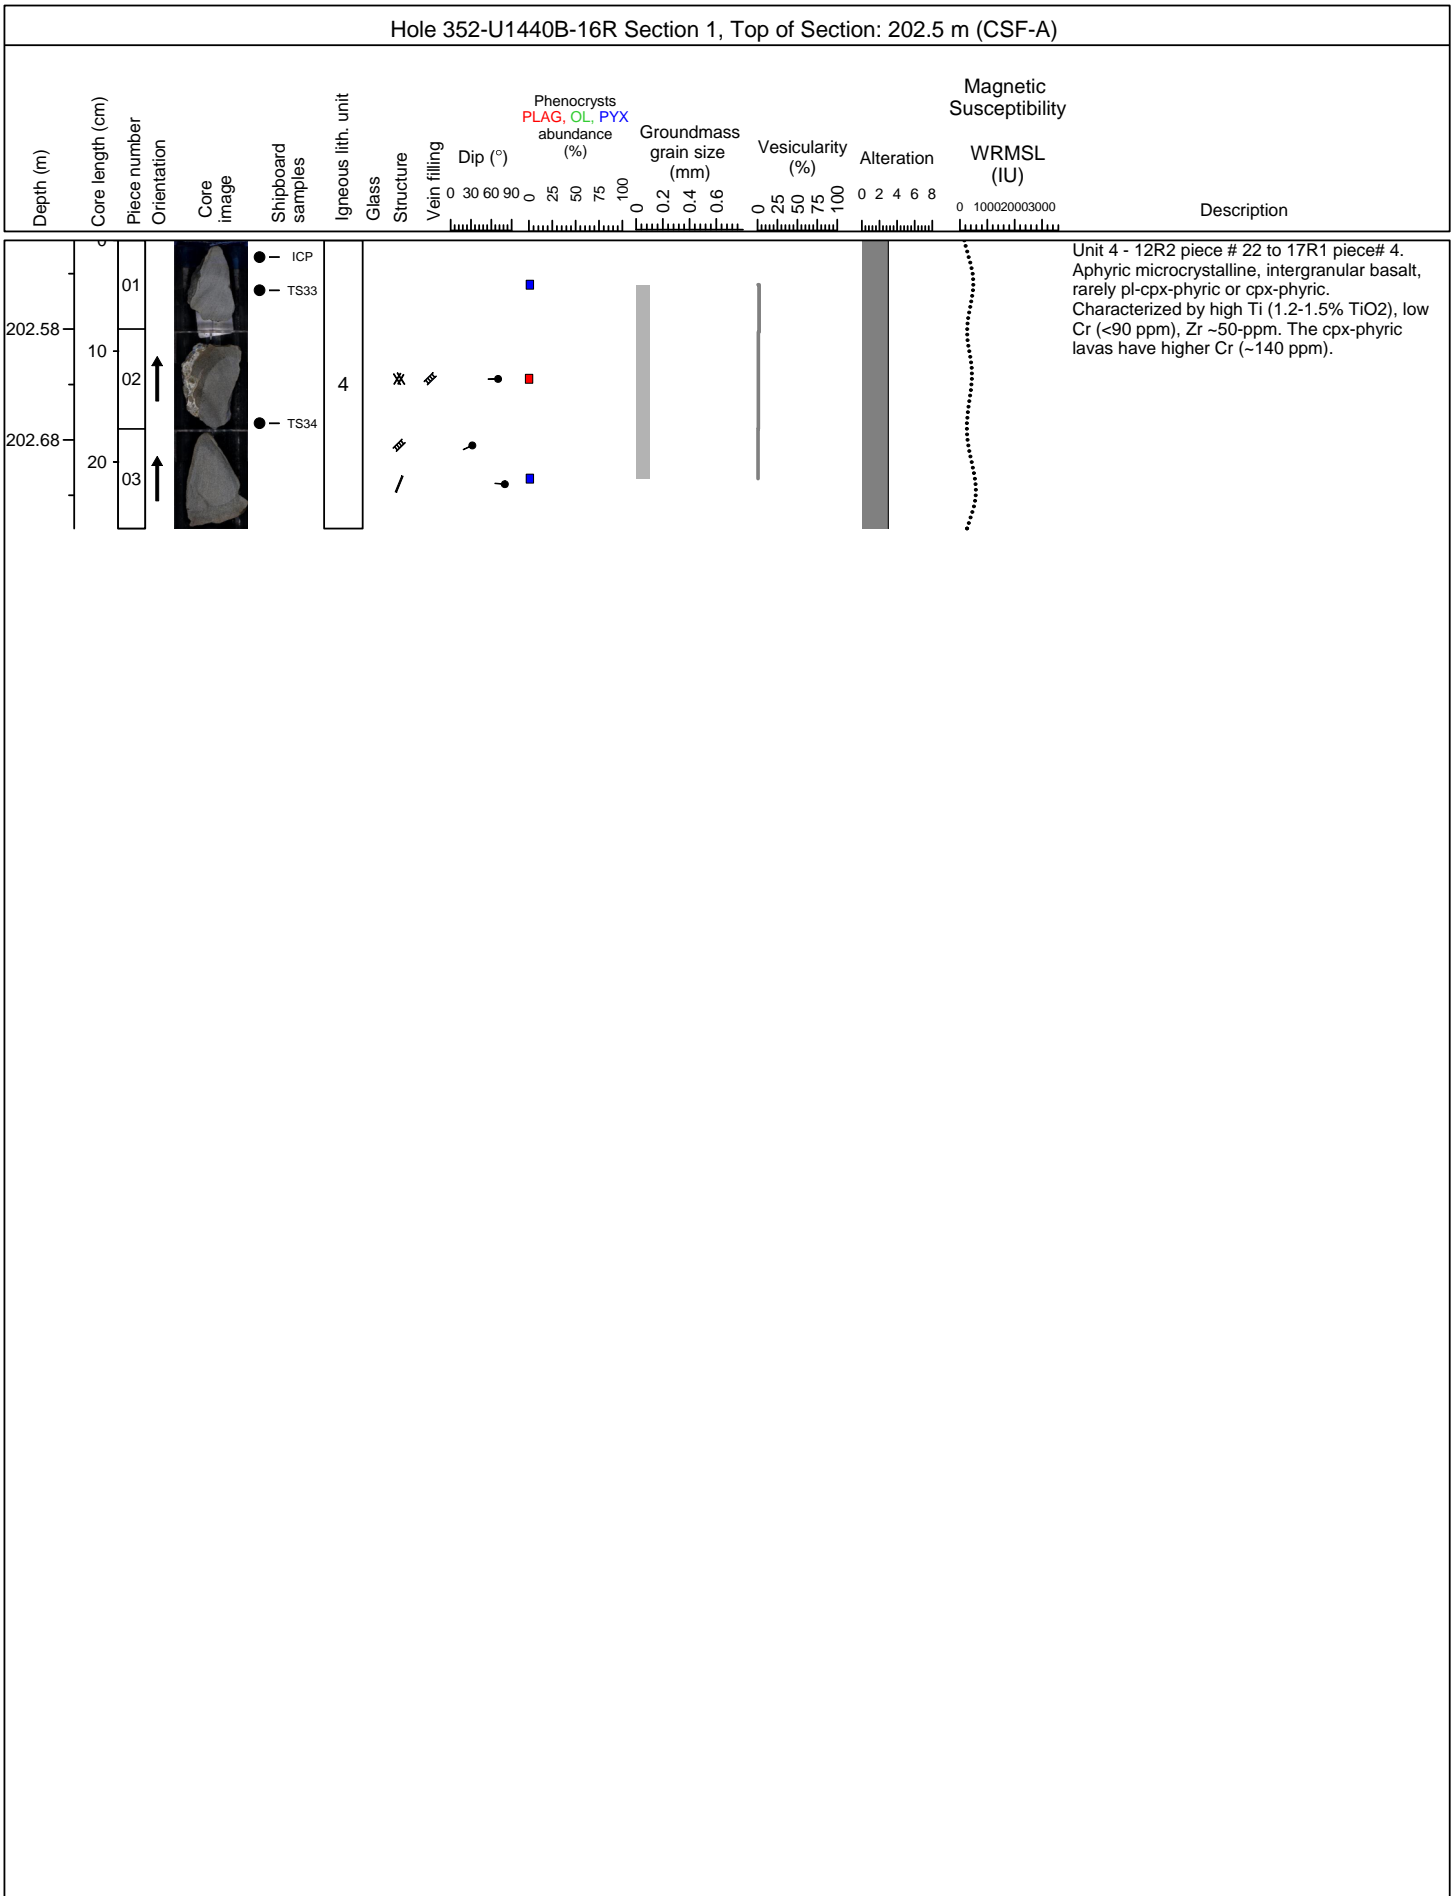 Hole 352-U1440B-16R Section 1, Top of Section: 202.5 m (CSF-A)
Depth (m)
Core length (cm)
Piece number
Orientation
Core
image
Shipboard
samples
Igneous lith. unit
Glass
Structure
Vein filling
Dip (°)
0 30 60 90
Phenocrysts
PLAG, OL, PYX
abundance
(%)
0 25 50 75 100
Groundmass
grain size
(mm)
0 0.2 0.4 0.6
Vesicularity
(%)
0 25 50 75 100
Alteration
0 2 4 6 8
Magnetic
Susceptibility
WRMSL
(IU)
0 100020003000
Description
0
01
ICP
TS33
202.58
10
02
4
TS34
202.68
20
03
Unit 4 - 12R2 piece # 22 to 17R1 piece# 4.
Aphyric microcrystalline, intergranular basalt,
rarely pl-cpx-phyric or cpx-phyric.
Characterized by high Ti (1.2-1.5% TiO2), low
Cr (<90 ppm), Zr ~50-ppm. The cpx-phyric
lavas have higher Cr (~140 ppm).